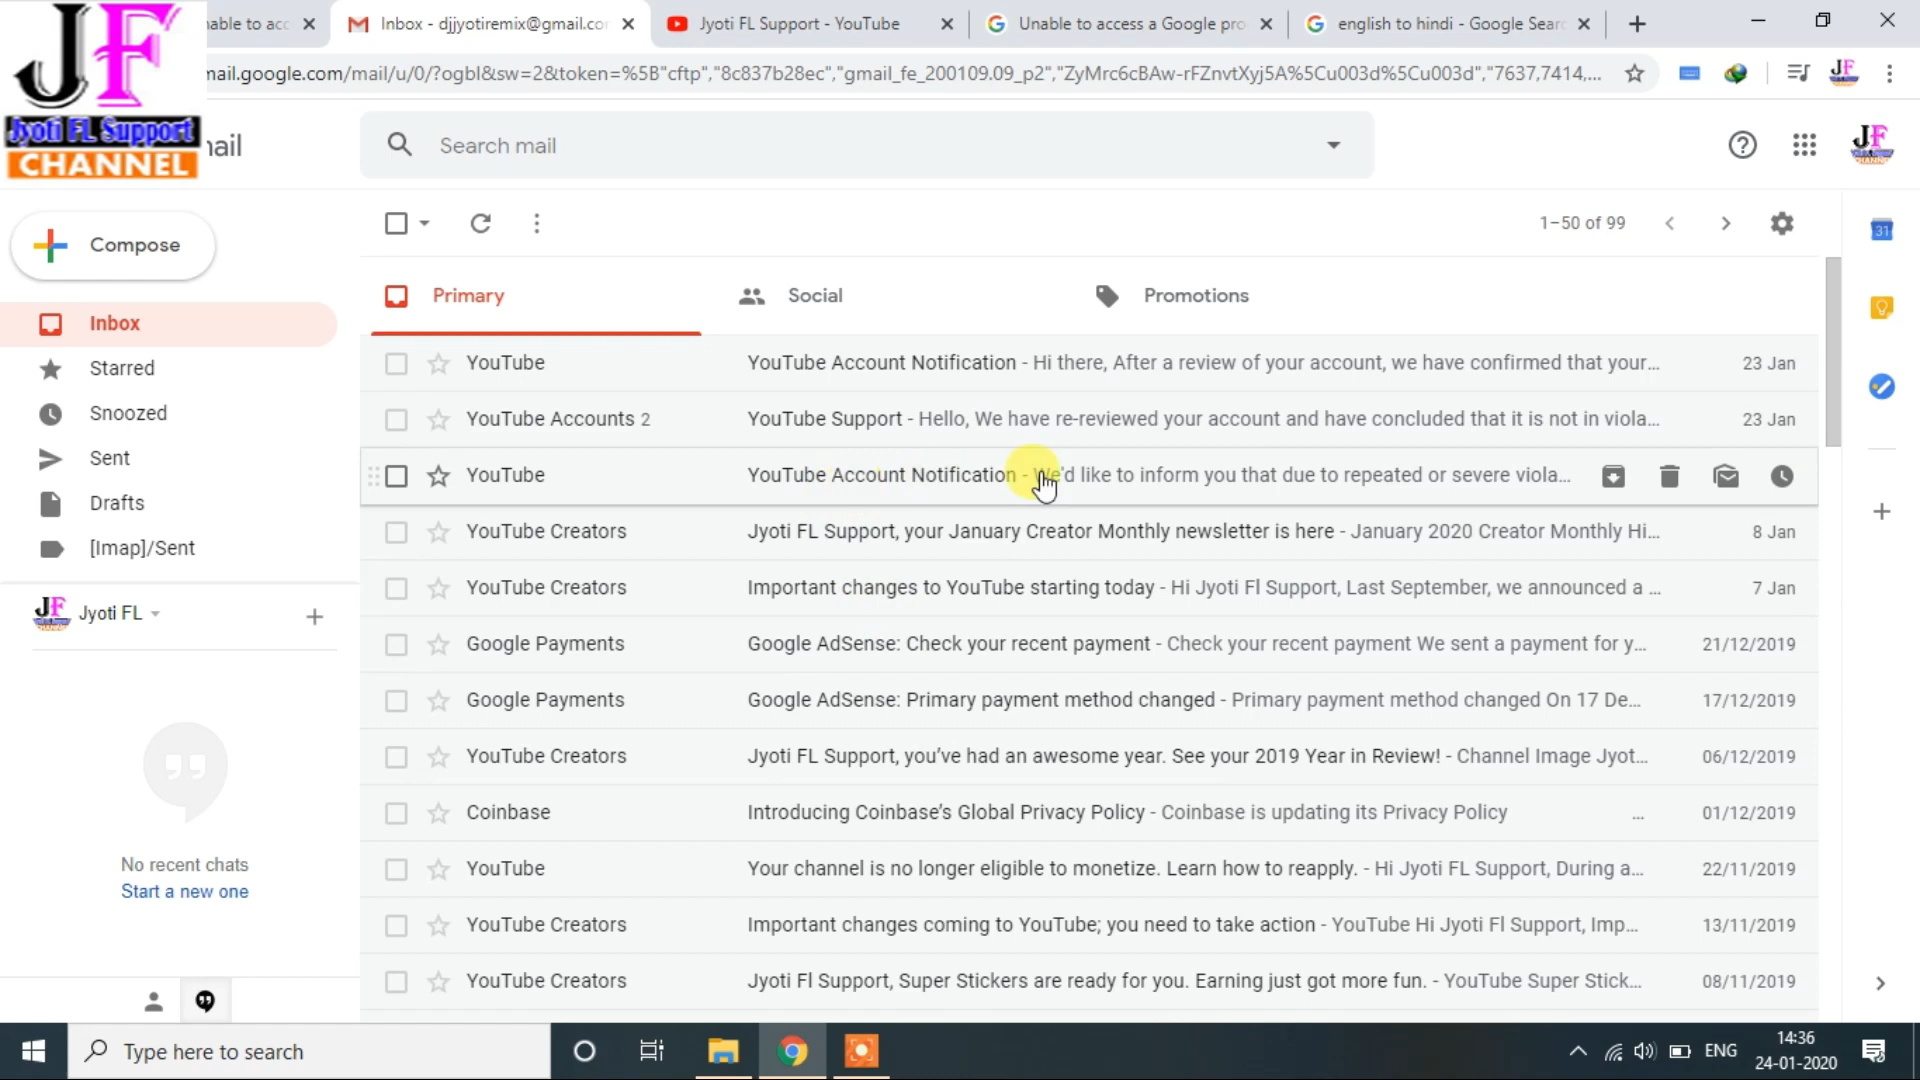 nable to acc
Inbox - djjyotiremix@gmail.co
Jyoti FL Support - YouTube
Unable to access a Google pro
english to hindi - Google Sear
mail.google.com/mail/u/0/?ogbl&sw=2&token=%5B"cftp","8c837b28ec","gmail_fe_200109.09_p2","ZyMrc6cBAw-rFZnvtXyj5A%5Cu003d%5Cu003d","7637,7414,...
JF
Jyoti FL Support
CHANNEL
mail
Search mail
Compose
1–50 of 99
Primary
Social
Promotions
Inbox
Starred
Snoozed
Sent
Drafts
[Imap]/Sent
Jyoti FL
No recent chats
Start a new one
YouTube YouTube Account Notification - Hi there, After a review of your account, we have confirmed that your... 23 Jan
YouTube Accounts 2 YouTube Support - Hello, We have re-reviewed your account and have concluded that it is not in viola... 23 Jan
YouTube YouTube Account Notification - We'd like to inform you that due to repeated or severe viola...
YouTube Creators Jyoti FL Support, your January Creator Monthly newsletter is here - January 2020 Creator Monthly Hi... 8 Jan
YouTube Creators Important changes to YouTube starting today - Hi Jyoti Fl Support, Last September, we announced a ... 7 Jan
Google Payments Google AdSense: Check your recent payment - Check your recent payment We sent a payment for y... 21/12/2019
Google Payments Google AdSense: Primary payment method changed - Primary payment method changed On 17 De... 17/12/2019
YouTube Creators Jyoti FL Support, you've had an awesome year. See your 2019 Year in Review! - Channel Image Jyot... 06/12/2019
Coinbase Introducing Coinbase's Global Privacy Policy - Coinbase is updating its Privacy Policy ... 01/12/2019
YouTube Your channel is no longer eligible to monetize. Learn how to reapply. - Hi Jyoti FL Support, During a... 22/11/2019
YouTube Creators Important changes coming to YouTube; you need to take action - YouTube Hi Jyoti Fl Support, Imp... 13/11/2019
YouTube Creators Jyoti Fl Support, Super Stickers are ready for you. Earning just got more fun. - YouTube Super Stick... 08/11/2019
31
Type here to search
ENG
14:36
24-01-2020